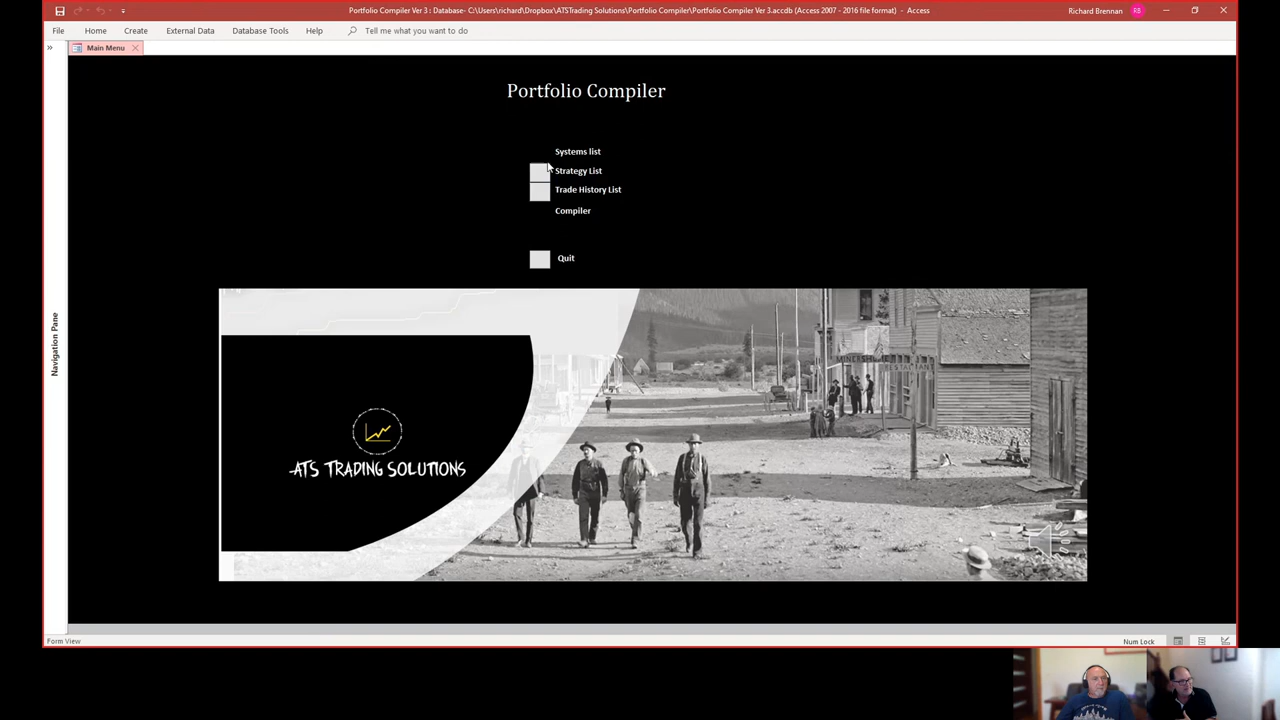 Portfolio Compiler Ver 3 : Database- C:\Users\richard\Dropbox\ATSTrading Solutions\Portfolio Compiler\Portfolio Compiler Ver 3.accdb (Access 2007 - 2016 file format) - Access
Richard Brennan
RB
File
Home
Create
External Data
Database Tools
Help
Tell me what you want to do
Main Menu
Portfolio Compiler
Systems list
Strategy List
Trade History List
Compiler
Quit
Navigation Pane
RESTAURANT
ATS TRADING SOLUTIONS
Form View
Num Lock